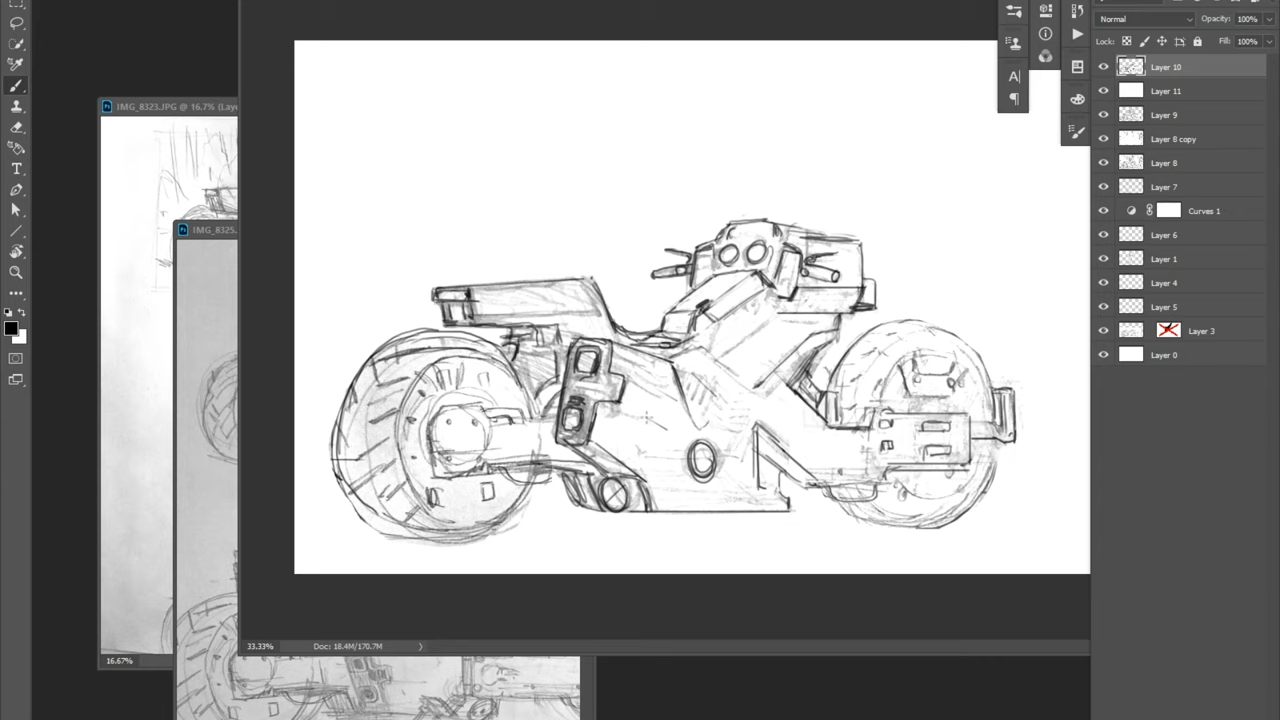 Normal
Opacity: 100%
Lock:
Fill: 100%
Layer 10
Layer 11
Layer 9
Layer 8 copy
Layer 8
Layer 7
Curves 1
Layer 6
Layer 1
Layer 4
Layer 5
Layer 3
Layer 0
IMG_8323.JPG @ 16.7% (Laye
IMG_8325.
33.33%
Doc: 18.4M/170.7M
16.67%